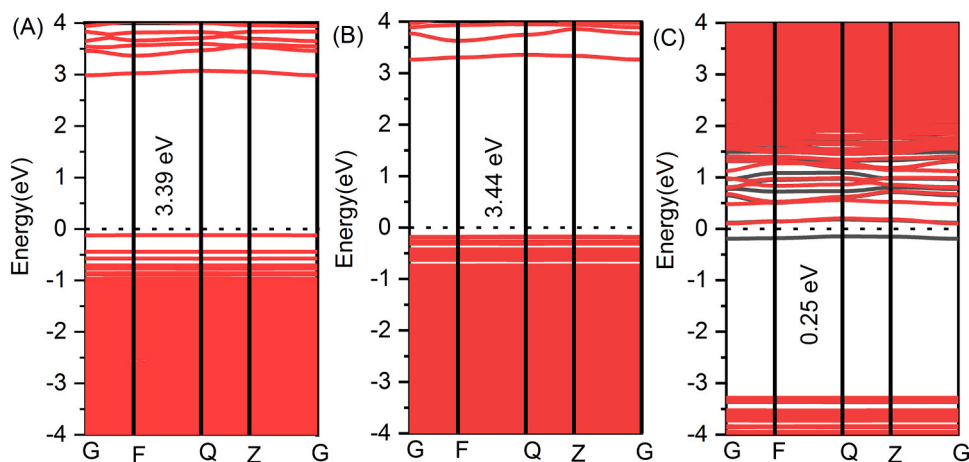 (A)
Energy(eV)
4
3
2
1
0
-1
-2
-3
-4
3.39 eV
G F Q Z G
(B)
Energy(eV)
4
3
2
1
0
-1
-2
-3
-4
3.44 eV
G F Q Z G
(C)
Energy(eV)
4
3
2
1
0
-1
-2
-3
-4
0.25 eV
G F Q Z G